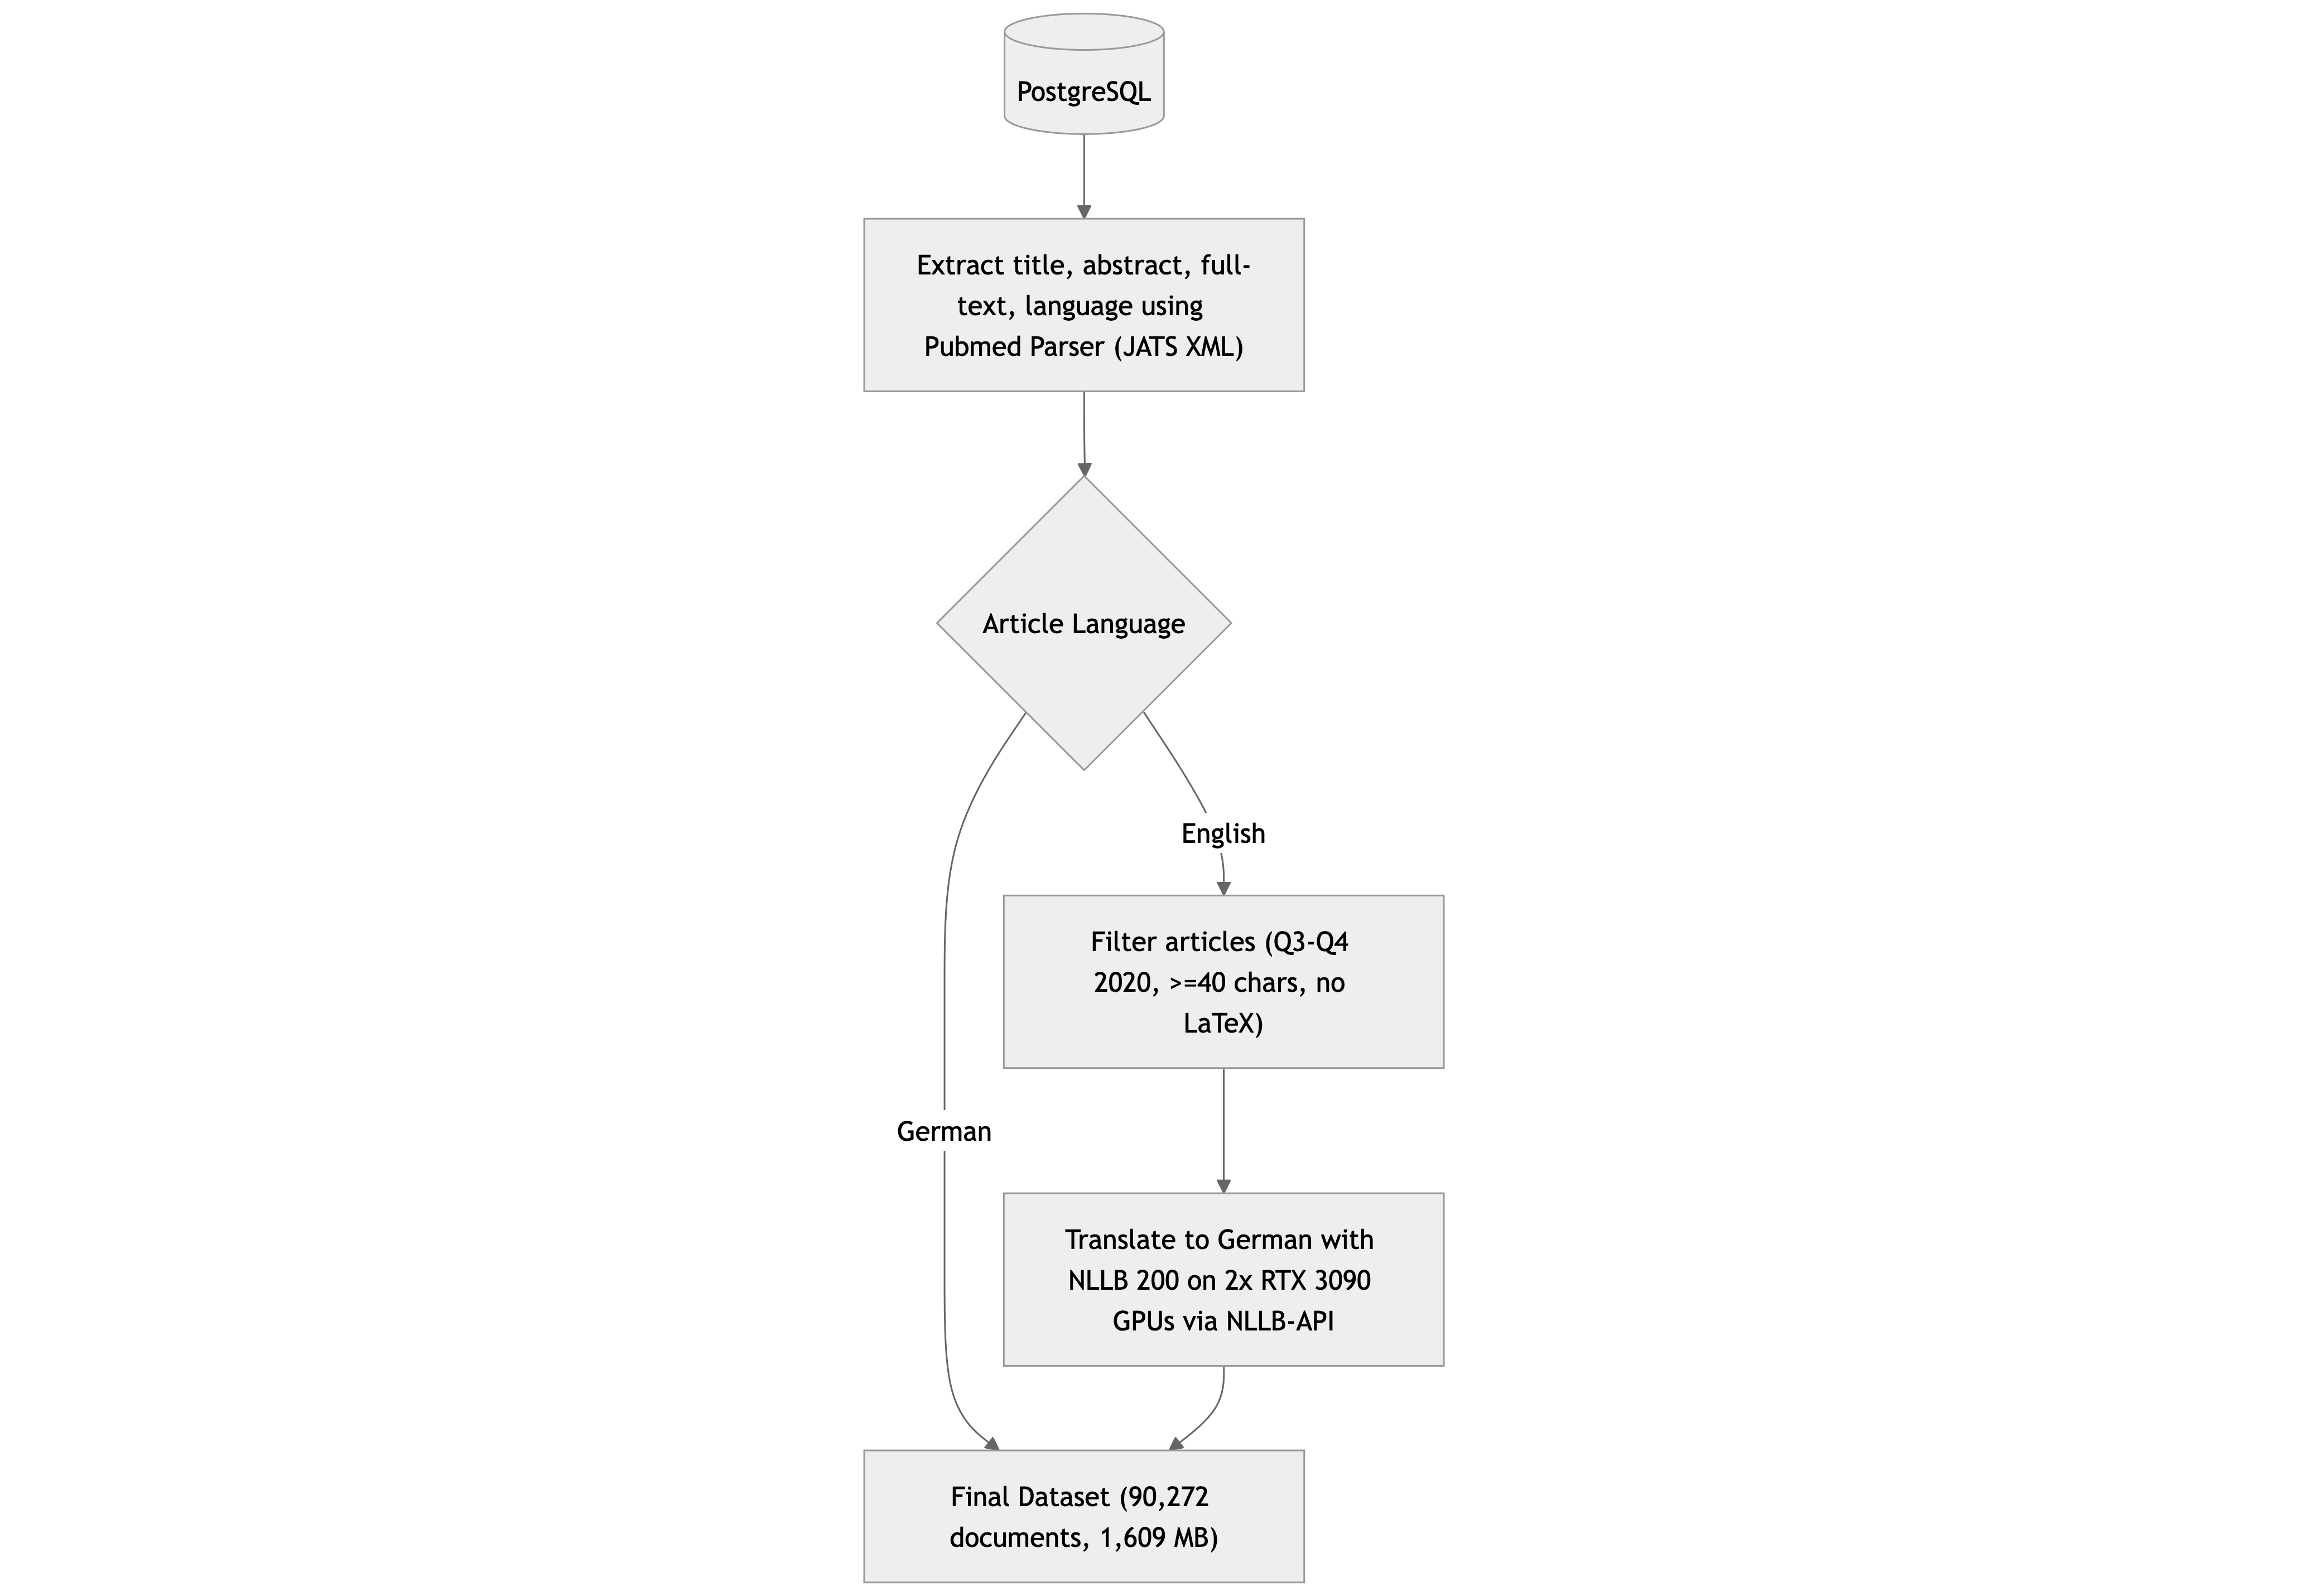 PostgreSQL
Extract title, abstract, full-
text, language using
Pubmed Parser (JATS XML)
Article Language
English
Filter articles (Q3-Q4
2020, >=40 chars, no
LaTeX)
German
Translate to German with
NLLB 200 on 2x RTX 3090
GPUs via NLLB-API
Final Dataset (90,272
documents, 1,609 MB)